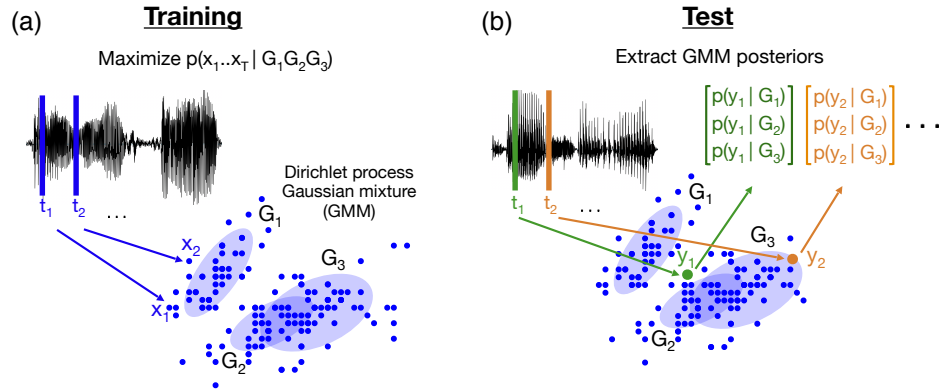 (a)
Training
Maximize p(x₁..x_T | G₁G₂G₃)
t₁
t₂
...
Dirichlet process
Gaussian mixture
(GMM)
G₁
x₂
G₃
x₁
G₂
(b)
Test
Extract GMM posteriors
p(y₁ | G₁)
p(y₁ | G₂)
p(y₁ | G₃)
p(y₂ | G₁)
p(y₂ | G₂)
p(y₂ | G₃)
...
t₁
t₂
...
G₁
G₃
y₁
y₂
G₂